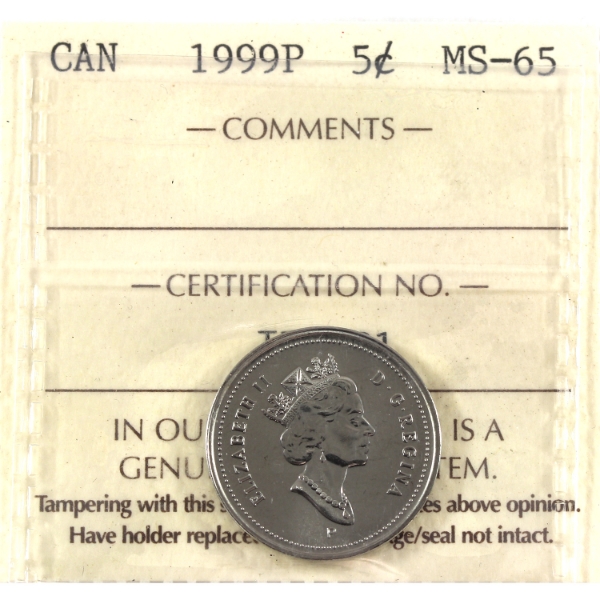 CAN 1999P 5¢ MS-65
— COMMENTS —
— CERTIFICATION NO. —
IN OU IS A
GENU TEM.
Tampering with this es above opinion.
Have holder replace ge/seal not intact.
ELIZABETH II D·G·REGINA
P